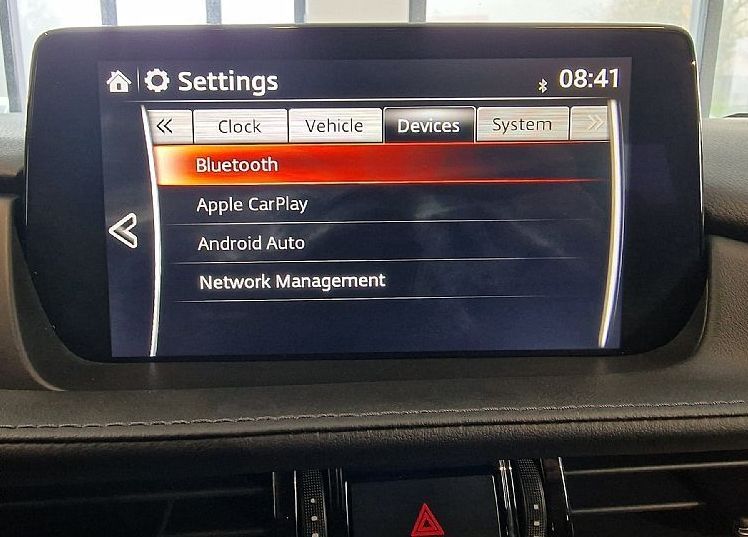 Settings 08:41
<< Clock Vehicle Devices System >>
Bluetooth
Apple CarPlay
Android Auto
Network Management